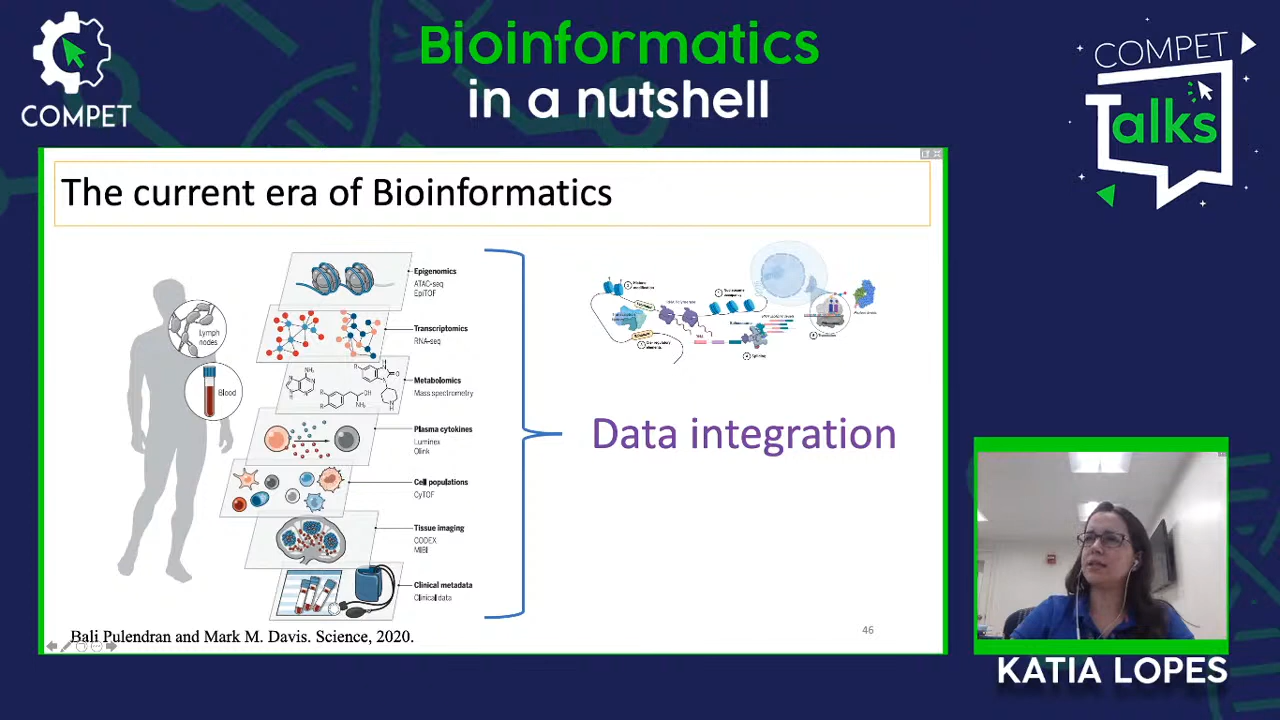 COMPET
Bioinformatics
in a nutshell
COMPET
Talks
The current era of Bioinformatics
Lymph
nodes
Blood
Epigenomics
ATAC-seq
EpiTOF
Transcriptomics
RNA-seq
Metabolomics
Mass spectrometry
Plasma cytokines
Luminex
Olink
Cell populations
CyTOF
Tissue imaging
CODEX
MIBI
Clinical metadata
Clinical data
Splicing
Data integration
Bali Pulendran and Mark M. Davis. Science, 2020.
46
KATIA LOPES